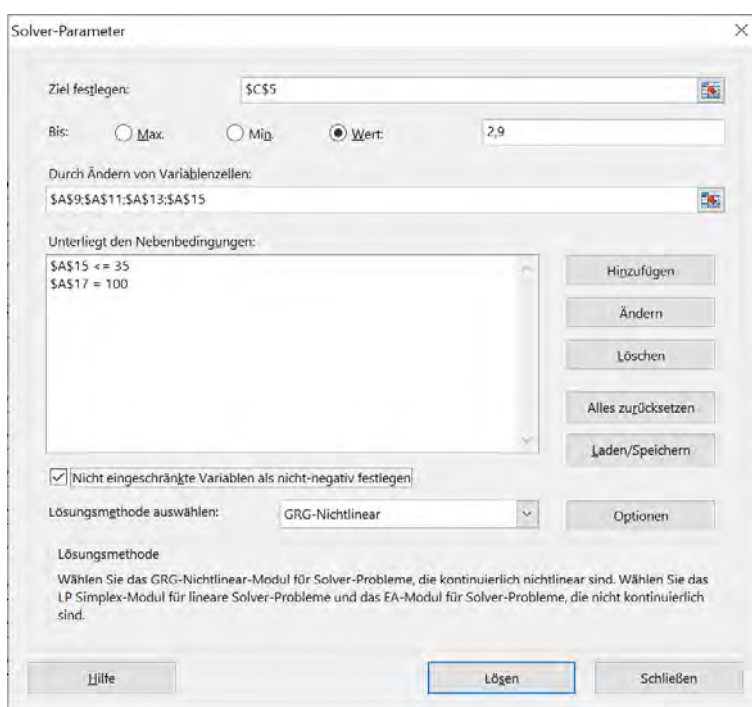 Solver-Parameter
Ziel festlegen:
$C$5
Bis:
Max.
Min.
Wert:
2,9
Durch Ändern von Variablenzellen:
$A$9;$A$11;$A$13;$A$15
Unterliegt den Nebenbedingungen:
$A$15 <= 35
$A$17 = 100
Hinzufügen
Ändern
Löschen
Alles zurücksetzen
Laden/Speichern
Nicht eingeschränkte Variablen als nicht-negativ festlegen
Lösungsmethode auswählen:
GRG-Nichtlinear
Optionen
Lösungsmethode
Wählen Sie das GRG-Nichtlinear-Modul für Solver-Probleme, die kontinuierlich nichtlinear sind. Wählen Sie das
LP Simplex-Modul für lineare Solver-Probleme und das EA-Modul für Solver-Probleme, die nicht kontinuierlich
sind.
Hilfe
Lösen
Schließen